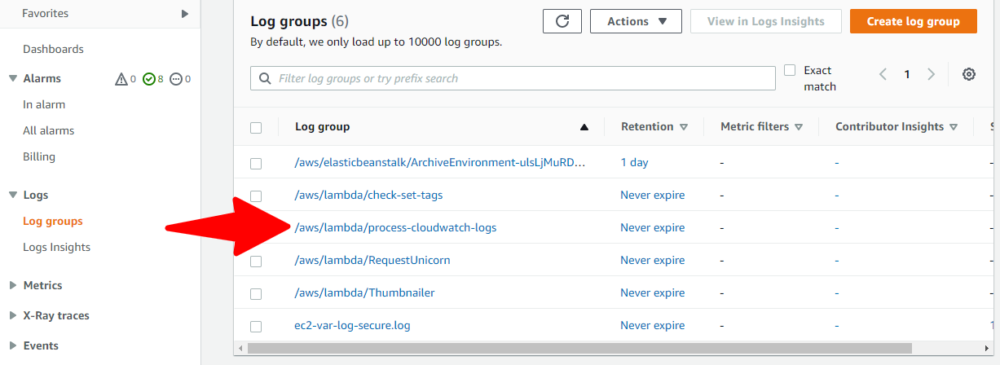 Favorites
Dashboards
Alarms 0 8 0
In alarm
All alarms
Billing
Logs
Log groups
Logs Insights
Metrics
X-Ray traces
Events
Log groups (6)
By default, we only load up to 10000 log groups.
Actions
View in Logs Insights
Create log group
Filter log groups or try prefix search
Exact
match
1
Log group Retention Metric filters Contributor Insights S
/aws/elasticbeanstalk/ArchiveEnvironment-ulsLjMuRD... 1 day - -
/aws/lambda/check-set-tags Never expire - - -
/aws/lambda/process-cloudwatch-logs Never expire - - -
/aws/lambda/RequestUnicorn Never expire - - -
/aws/lambda/Thumbnailer Never expire - - -
ec2-var-log-secure.log Never expire - - 1